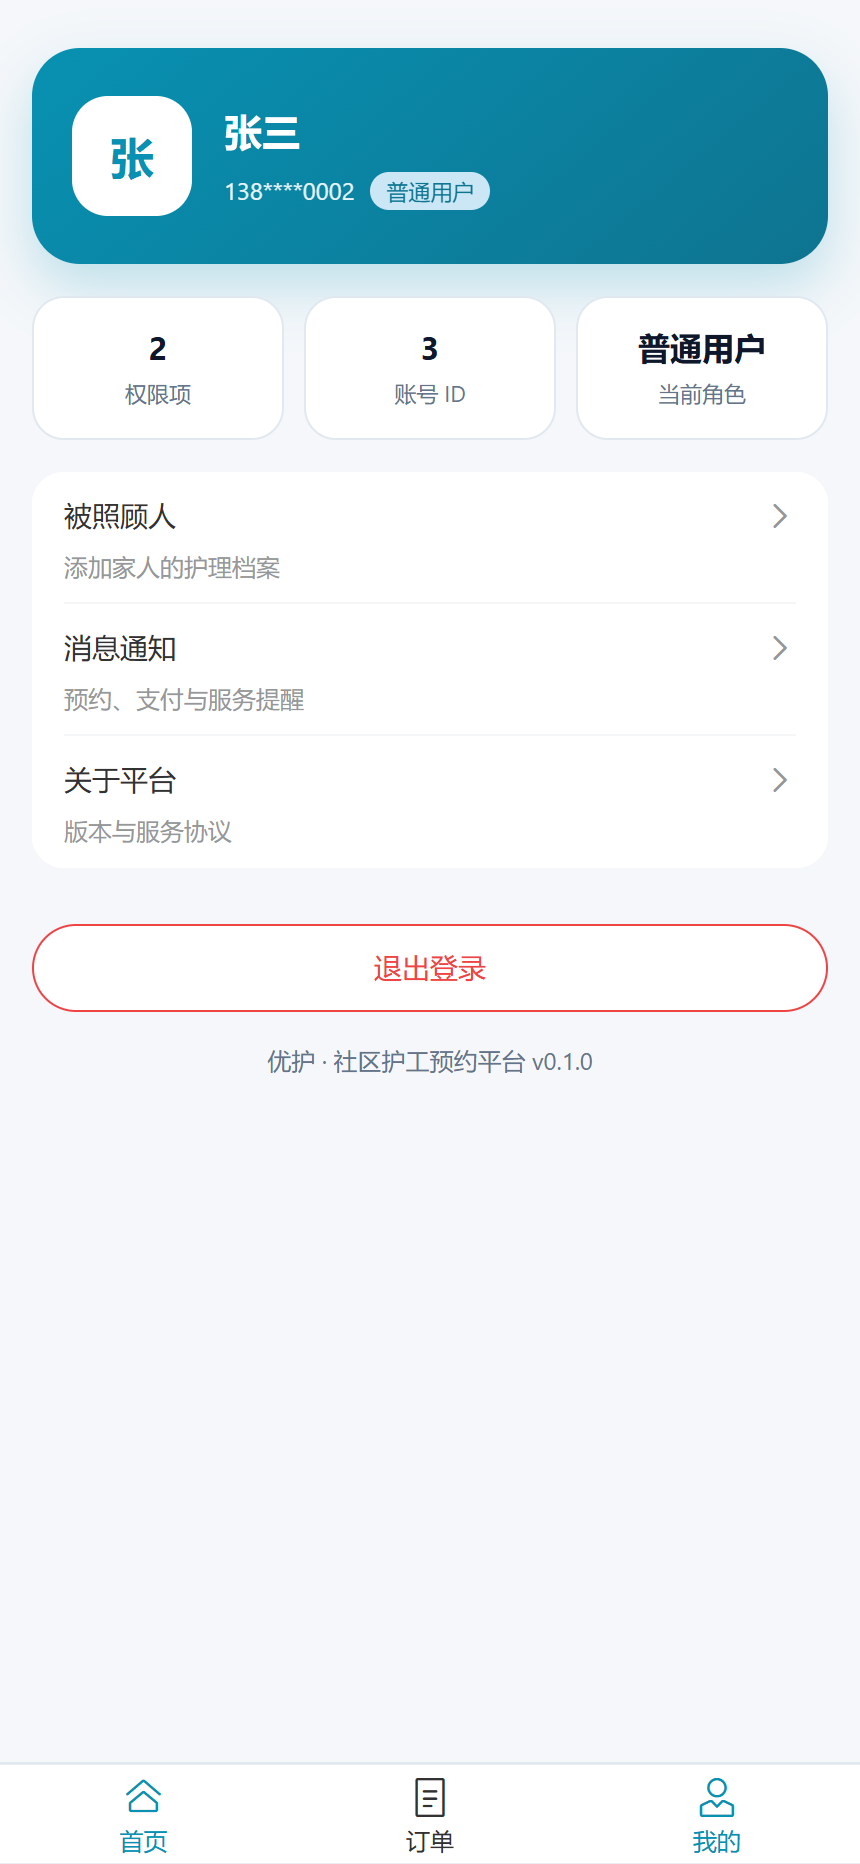 张
张三
138****0002 普通用户
2
权限项
3
账号 ID
普通用户
当前角色
被照顾人
添加家人的护理档案
消息通知
预约、支付与服务提醒
关于平台
版本与服务协议
退出登录
优护 · 社区护工预约平台 v0.1.0
首页
订单
我的